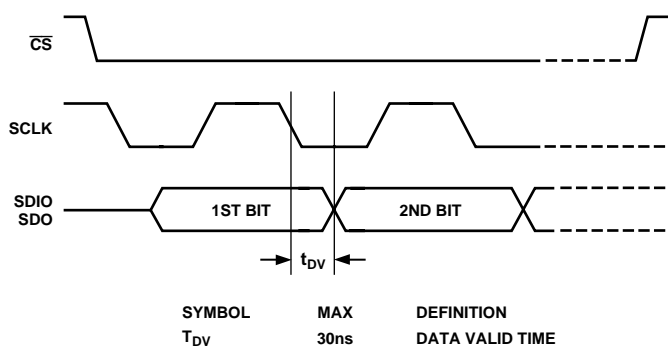 CS
SCLK
SDIO
SDO
1ST BIT
2ND BIT
tDV
SYMBOL MAX DEFINITION
TDV 30ns DATA VALID TIME